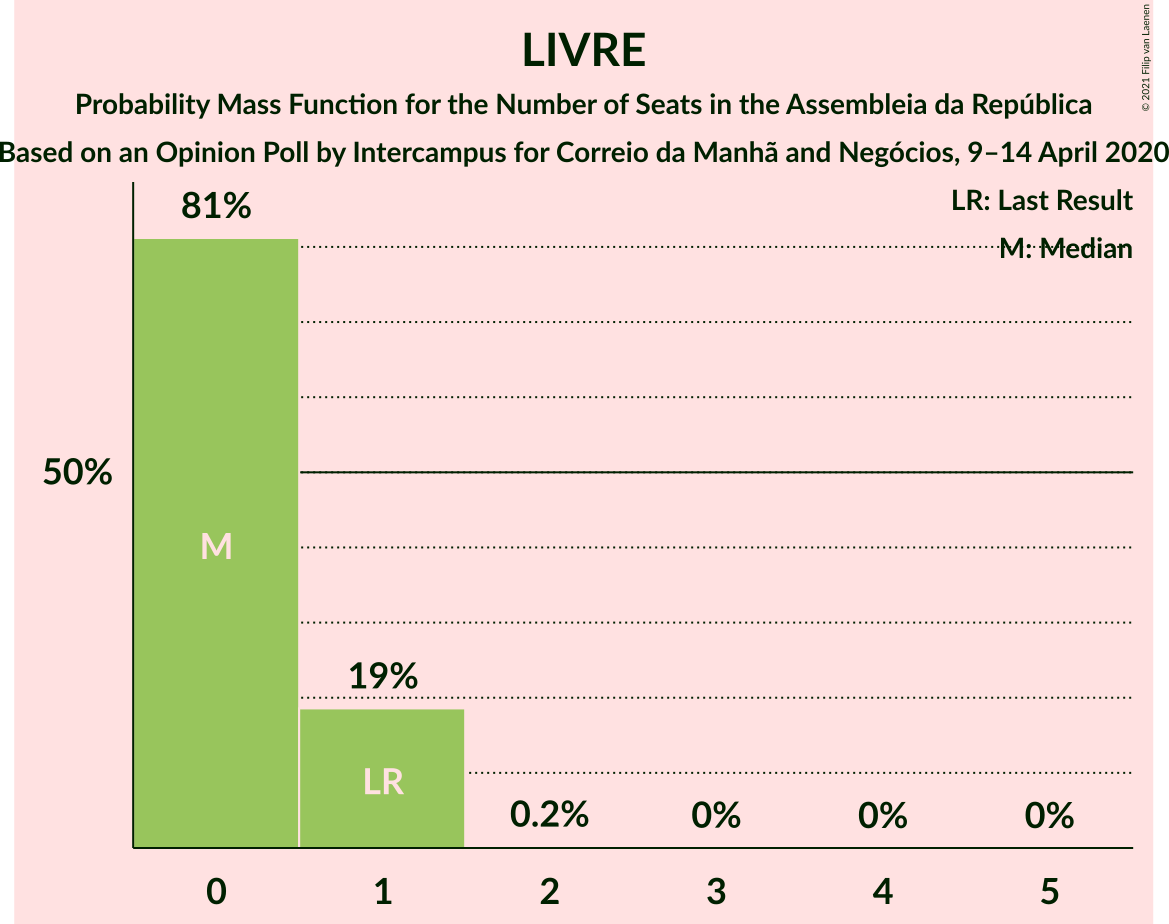 LIVRE
Probability Mass Function for the Number of Seats in the Assembleia da República
Based on an Opinion Poll by Intercampus for Correio da Manhã and Negócios, 9–14 April 2020
© 2021 Filip van Laenen
LR: Last Result
M: Median
81%
50%
M
19%
LR
0.2%
0%
0%
0%
0
1
2
3
4
5